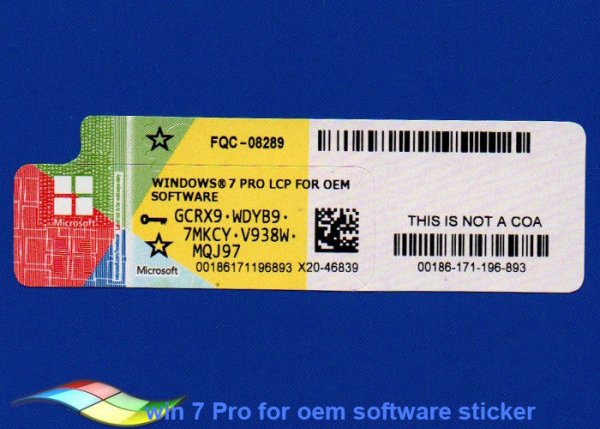 FQC-08289
WINDOWS® 7 PRO LCP FOR OEM
SOFTWARE
GCRX9·WDYB9·
7MKCY·V938W·
MQJ97
Microsoft
Microsoft
00186171196893 X20-46839
THIS IS NOT A COA
00186-171-196-893
win 7 Pro for oem software sticker